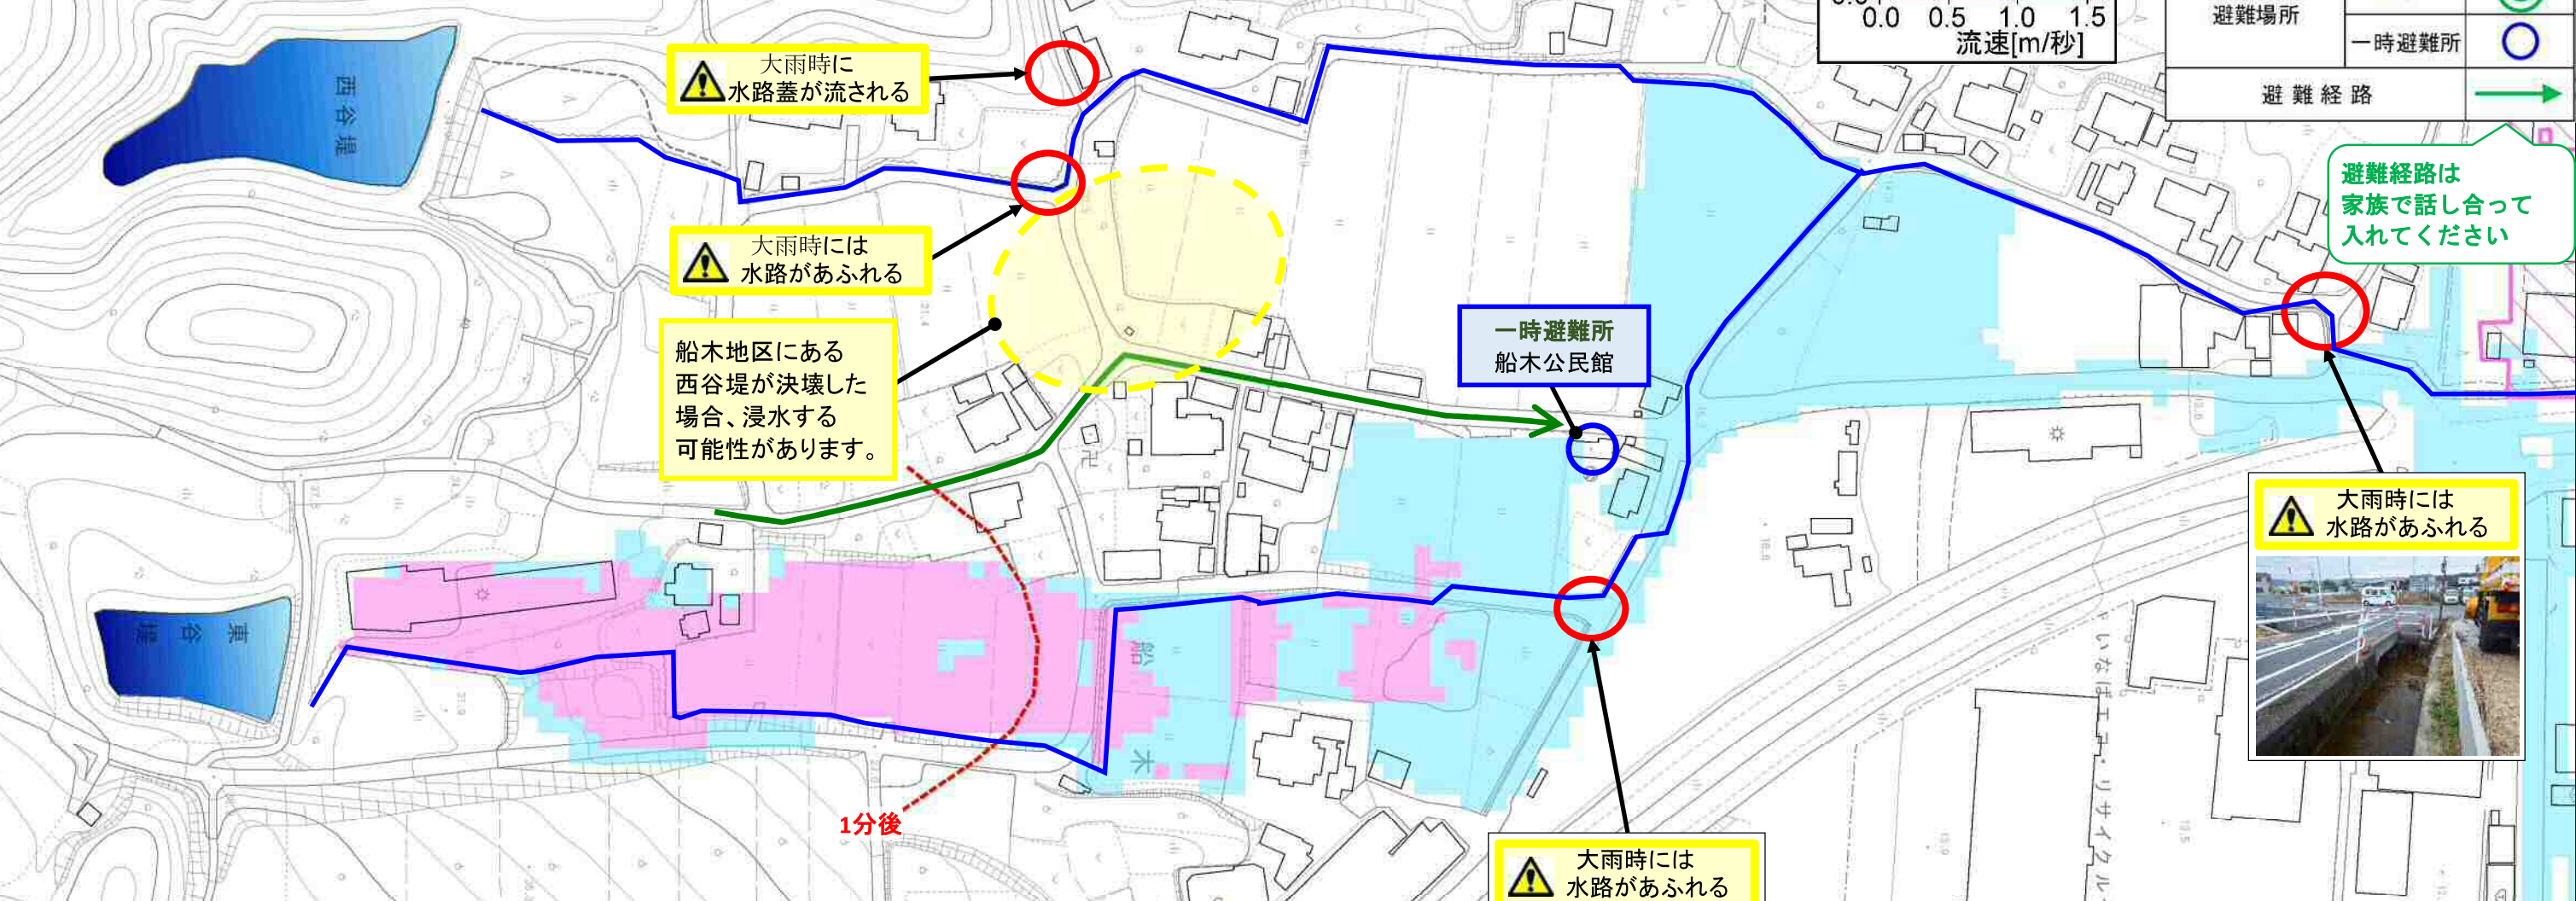 0.0 0.5 1.0 1.5
流速[m/秒]
避難場所
一時避難所
避難経路
避難経路は
家族で話し合って
入れてください
大雨時に
水路蓋が流される
西谷堤
大雨時には
水路があふれる
船木地区にある
西谷堤が決壊した
場合、浸水する
可能性があります。
一時避難所
船木公民館
大雨時には
水路があふれる
東谷堤
船木
1分後
いなばエコ・リサイクル
大雨時には
水路があふれる